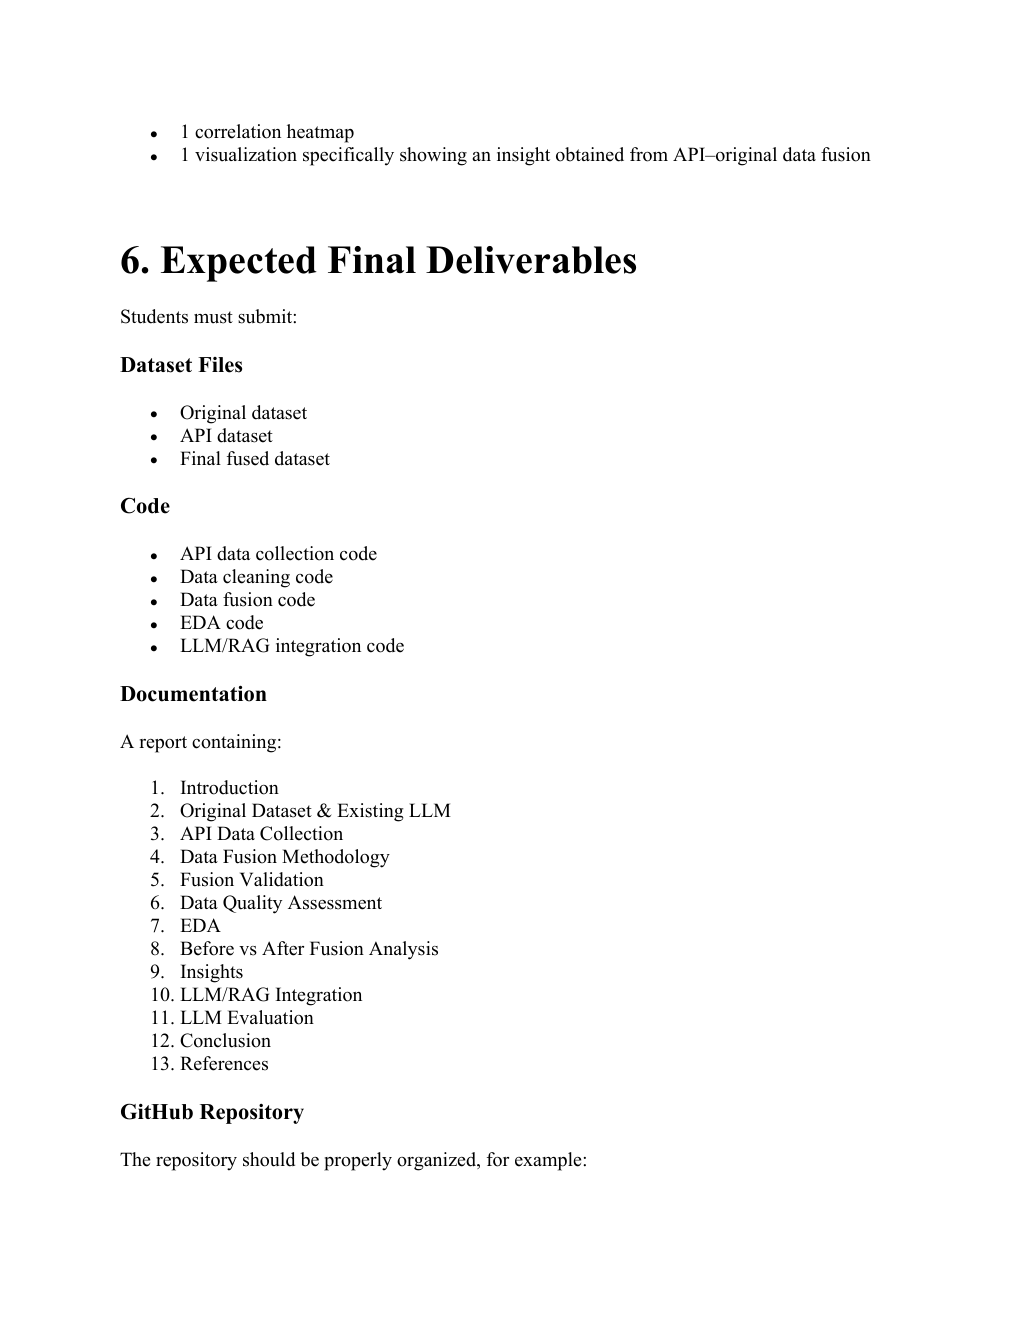 • 1 correlation heatmap
• 1 visualization specifically showing an insight obtained from API–original data fusion
6. Expected Final Deliverables
Students must submit:
Dataset Files
• Original dataset
• API dataset
• Final fused dataset
Code
• API data collection code
• Data cleaning code
• Data fusion code
• EDA code
• LLM/RAG integration code
Documentation
A report containing:
1. Introduction
2. Original Dataset & Existing LLM
3. API Data Collection
4. Data Fusion Methodology
5. Fusion Validation
6. Data Quality Assessment
7. EDA
8. Before vs After Fusion Analysis
9. Insights
10. LLM/RAG Integration
11. LLM Evaluation
12. Conclusion
13. References
GitHub Repository
The repository should be properly organized, for example: